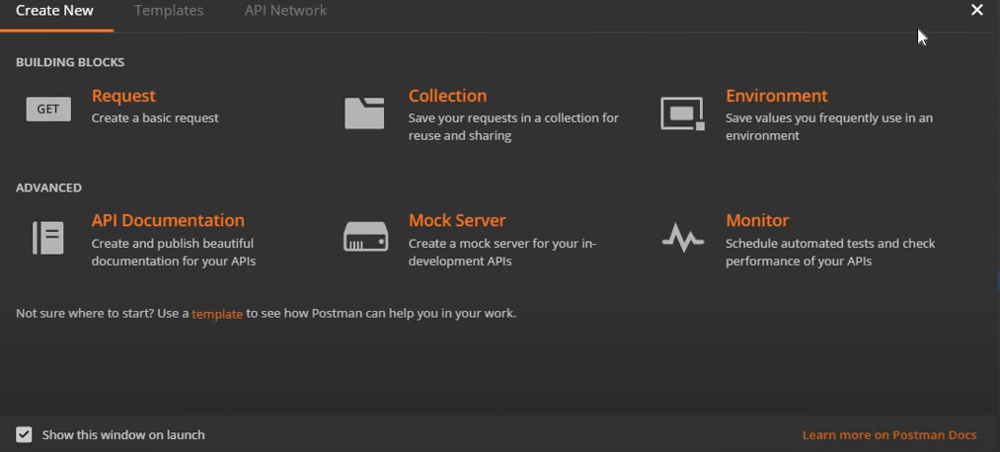 Create New
Templates
API Network
BUILDING BLOCKS
GET
Request
Create a basic request
Collection
Save your requests in a collection for
reuse and sharing
Environment
Save values you frequently use in an
environment
ADVANCED
API Documentation
Create and publish beautiful
documentation for your APIs
Mock Server
Create a mock server for your in-
development APIs
Monitor
Schedule automated tests and check
performance of your APIs
Not sure where to start? Use a template to see how Postman can help you in your work.
Show this window on launch
Learn more on Postman Docs